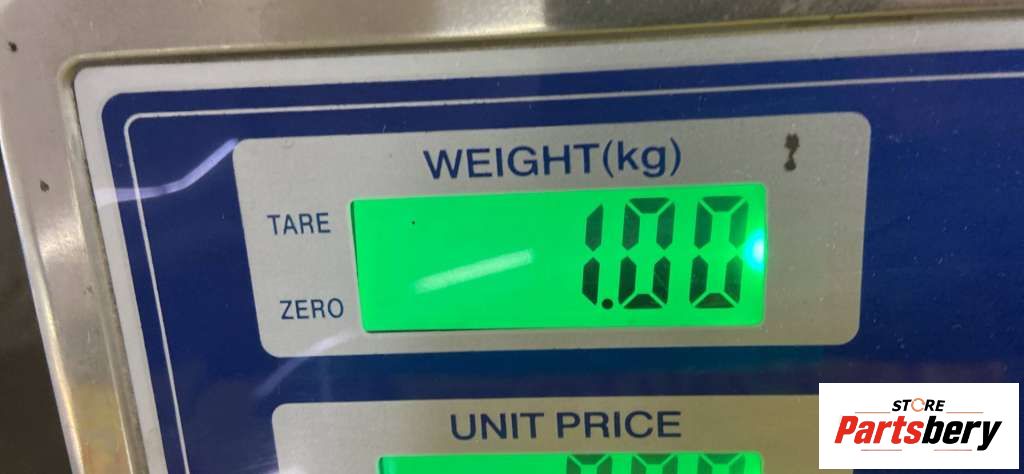 WEIGHT(kg)
TARE
1.00
ZERO
UNIT PRICE
STORE
Partsbery